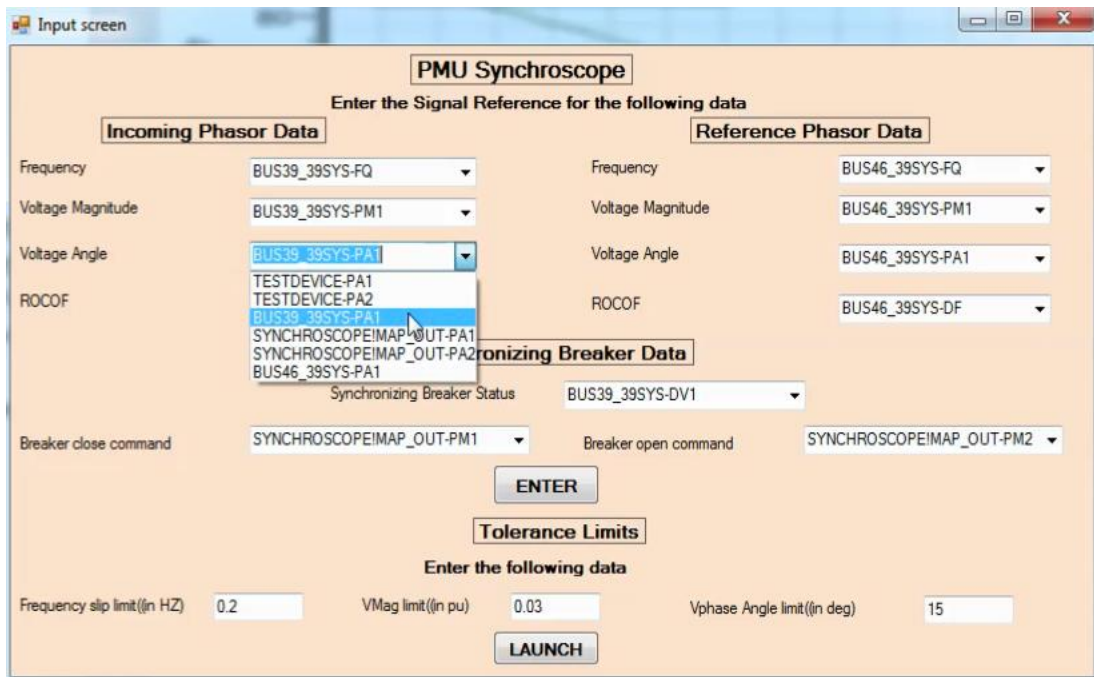 Input screen
PMU Synchroscope
Enter the Signal Reference for the following data
Incoming Phasor Data
Reference Phasor Data
Frequency BUS39_39SYS-FQ Frequency BUS46_39SYS-FQ
Voltage Magnitude BUS39_39SYS-PM1 Voltage Magnitude BUS46_39SYS-PM1
Voltage Angle BUS39_39SYS-PA1 Voltage Angle BUS46_39SYS-PA1
TESTDEVICE-PA1
TESTDEVICE-PA2
ROCOF BUS39_39SYS-PA1 ROCOF BUS46_39SYS-DF
SYNCHROSCOPE!MAP_OUT-PA1
SYNCHROSCOPE!MAP_OUT-PA2
BUS46_39SYS-PA1
ronizing Breaker Data
Synchronizing Breaker Status BUS39_39SYS-DV1
Breaker close command SYNCHROSCOPE!MAP_OUT-PM1 Breaker open command SYNCHROSCOPE!MAP_OUT-PM2
ENTER
Tolerance Limits
Enter the following data
Frequency slip limit((in HZ) 0.2 VMag limit((in pu) 0.03 Vphase Angle limit((in deg) 15
LAUNCH